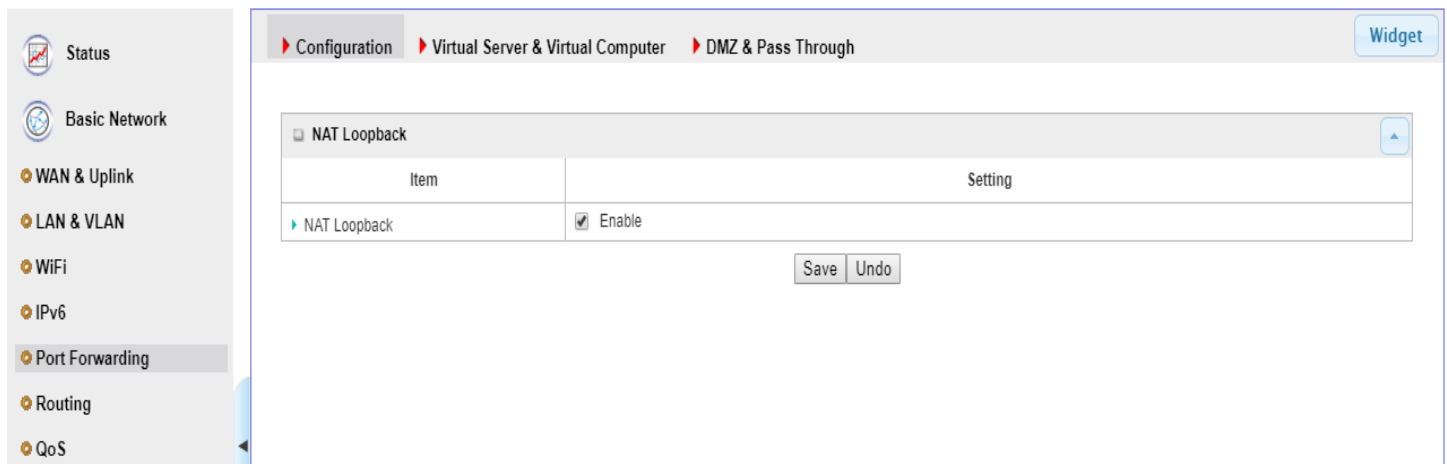 Status
Basic Network
WAN & Uplink
LAN & VLAN
WiFi
IPv6
Port Forwarding
Routing
QoS
Configuration Virtual Server & Virtual Computer DMZ & Pass Through Widget
NAT Loopback
Item Setting
NAT Loopback Enable
Save Undo